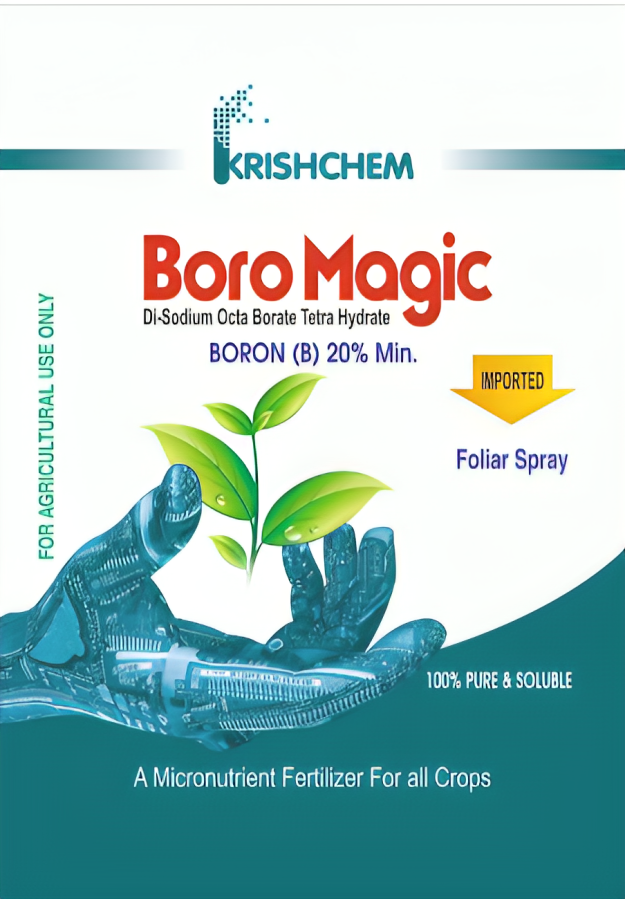 KRISHCHEM
Boro Magic
Di-Sodium Octa Borate Tetra Hydrate
BORON (B) 20% Min.
IMPORTED
Foliar Spray
FOR AGRICULTURAL USE ONLY
100% PURE & SOLUBLE
A Micronutrient Fertilizer For all Crops